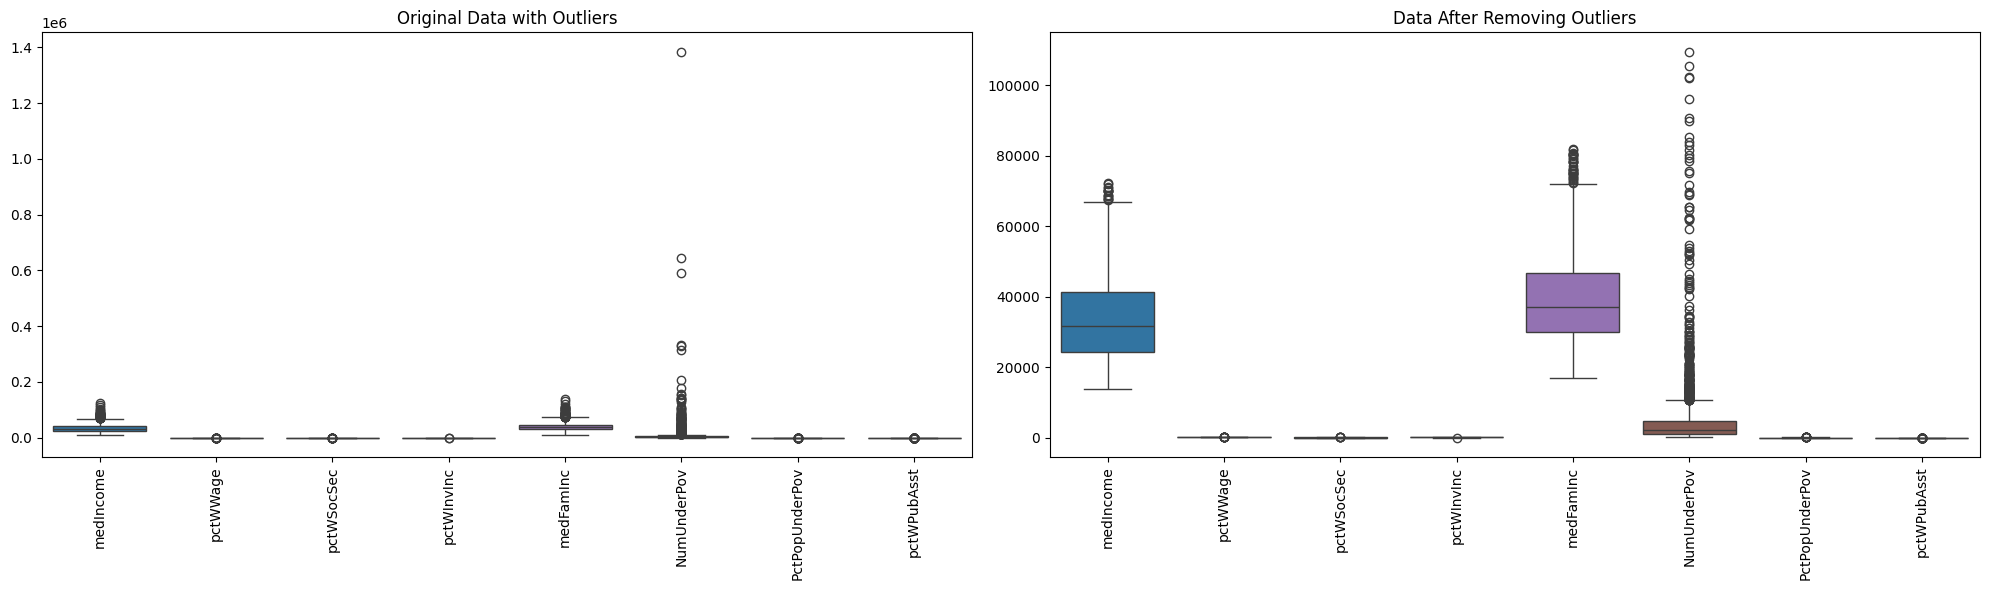 Original Data with Outliers
1e6
1.4
1.2
1.0
0.8
0.6
0.4
0.2
0.0
medIncome
pctWWage
pctWSocSec
pctWInvInc
medFamInc
NumUnderPov
PctPopUnderPov
pctWPubAsst
Data After Removing Outliers
100000
80000
60000
40000
20000
0
medIncome
pctWWage
pctWSocSec
pctWInvInc
medFamInc
NumUnderPov
PctPopUnderPov
pctWPubAsst